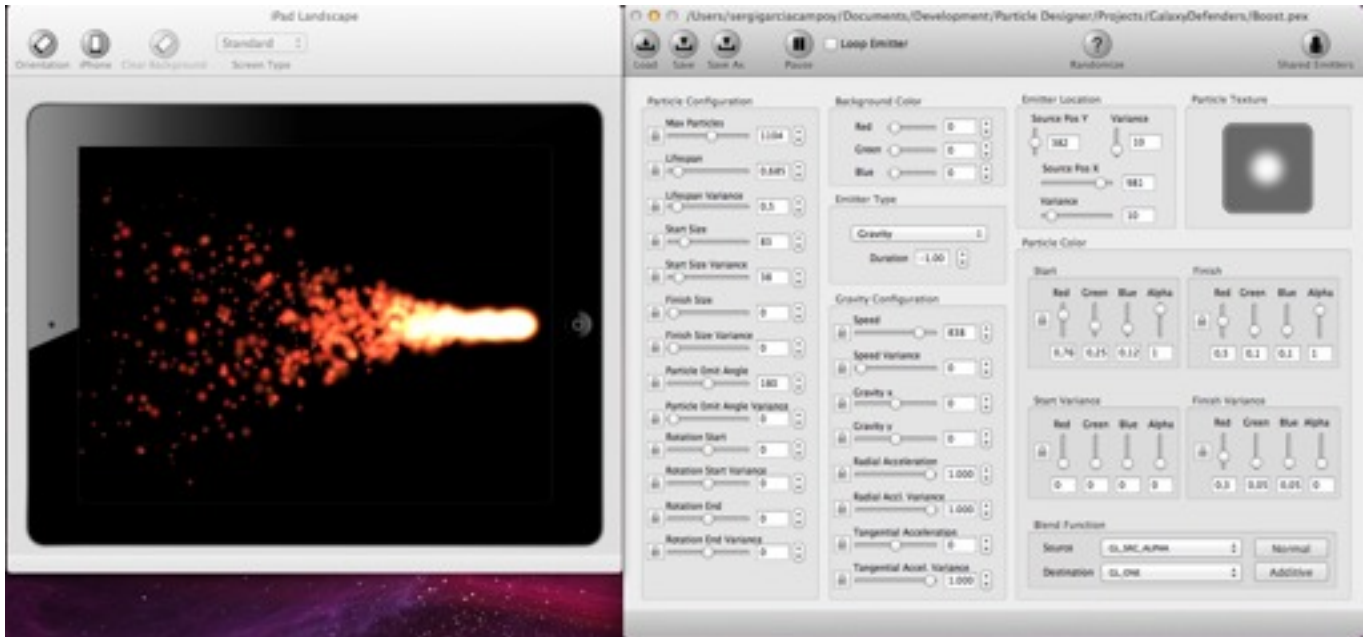 iPad Landscape
Orientation
iPhone
Clear Background
Standard
Screen Type
/Users/sergigarciacampoy/Documents/Development/Particle Designer/Projects/GalaxyDefenders/Boost.pex
Load
Save
Save As
Pause
Loop Emitter
Randomize
Shared Emitters
Particle Configuration
Max Particles
1104
Lifespan
0.685
Lifespan Variance
0.5
Start Size
Start Size Variance
Finish Size
0
Finish Size Variance
0
Particle Emit Angle
180
Particle Emit Angle Variance
0
Rotation Start
0
Rotation Start Variance
0
Rotation End
0
Rotation End Variance
0
Background Color
Red 0
Green 0
Blue 0
Emitter Type
Gravity
Duration -1.00
Gravity Configuration
Speed
838
Speed Variance
0
Gravity x
0
Gravity y
0
Radial Acceleration
1.000
Radial Accl. Variance
1.000
Tangential Acceleration
0
Tangential Accel. Variance
1.000
Emitter Location
Source Pos Y Variance
382 10
Source Pos X
981
Variance
10
Particle Texture
Particle Color
Start
Red Green Blue Alpha
0.76 0.25 0.12 1
Finish
Red Green Blue Alpha
0.3 0.1 0.1 1
Start Variance
Red Green Blue Alpha
0 0 0 0
Finish Variance
Red Green Blue Alpha
0.3 0.05 0.05 0
Blend Function
Source GL_SRC_ALPHA Normal
Destination GL_ONE Additive